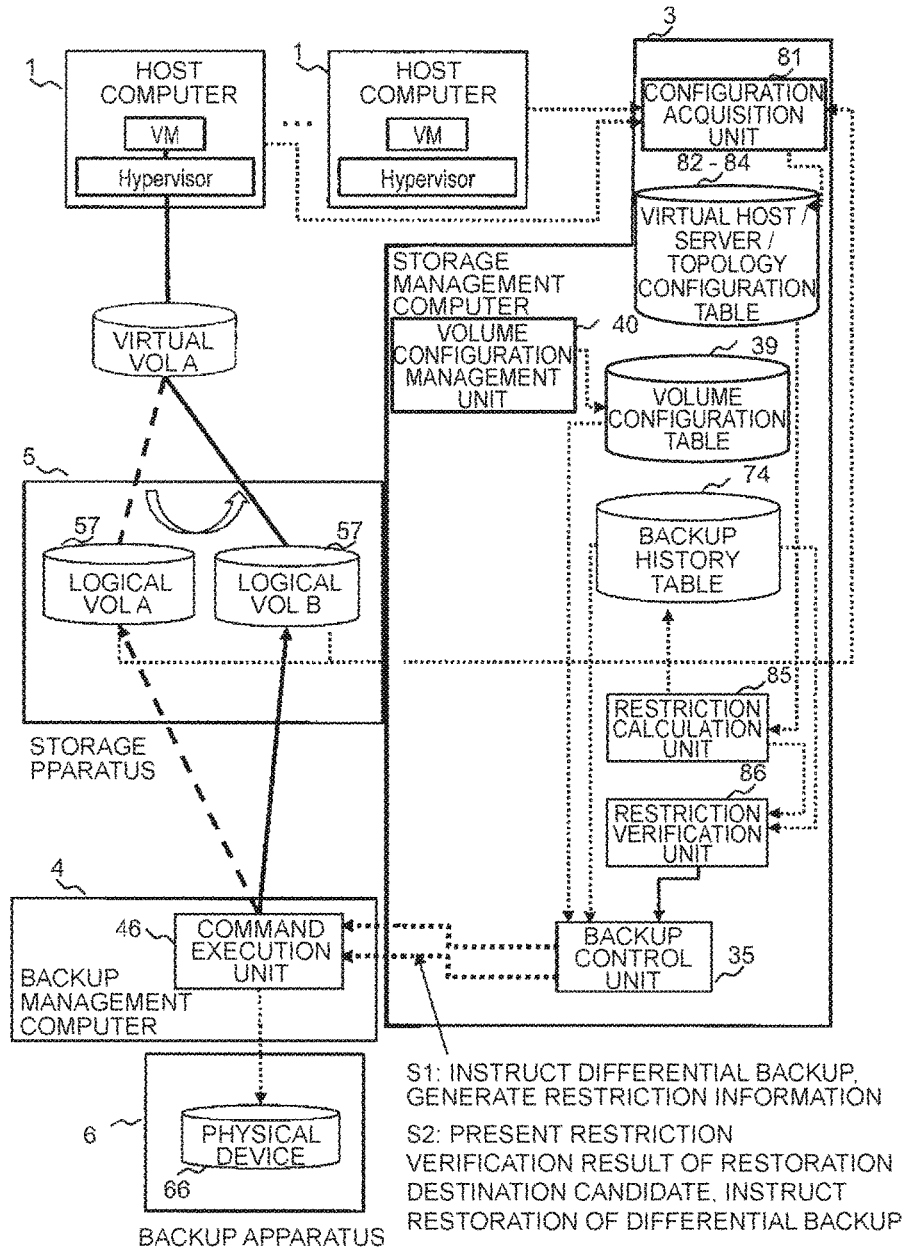 1
HOST
COMPUTER
VM
Hypervisor
...
1
HOST
COMPUTER
VM
Hypervisor
3
81
CONFIGURATION
ACQUISITION
UNIT
82 - 84
VIRTUAL HOST /
SERVER /
TOPOLOGY
CONFIGURATION
TABLE
STORAGE
MANAGEMENT
COMPUTER
40
VOLUME
CONFIGURATION
MANAGEMENT
UNIT
39
VOLUME
CONFIGURATION
TABLE
VIRTUAL
VOL A
5
57
LOGICAL
VOL A
57
LOGICAL
VOL B
STORAGE
PPARATUS
74
BACKUP
HISTORY
TABLE
85
RESTRICTION
CALCULATION
UNIT
86
RESTRICTION
VERIFICATION
UNIT
4
46
COMMAND
EXECUTION
UNIT
BACKUP
MANAGEMENT
COMPUTER
BACKUP
CONTROL
UNIT
35
6
PHYSICAL
DEVICE
66
BACKUP APPARATUS
S1: INSTRUCT DIFFERENTIAL BACKUP,
GENERATE RESTRICTION INFORMATION
S2: PRESENT RESTRICTION
VERIFICATION RESULT OF RESTORATION
DESTINATION CANDIDATE, INSTRUCT
RESTORATION OF DIFFERENTIAL BACKUP